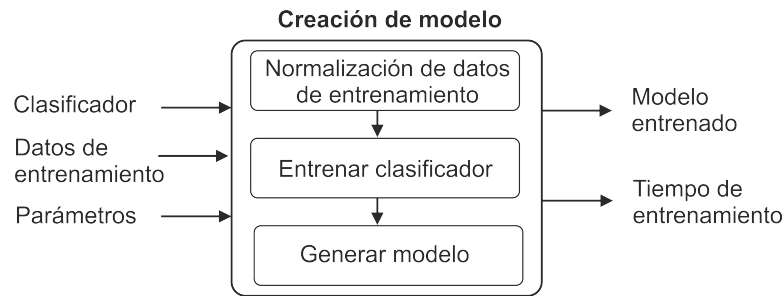 Creación de modelo
Normalización de datos
de entrenamiento
Clasificador
Datos de
entrenamiento
Parámetros
Entrenar clasificador
Generar modelo
Modelo
entrenado
Tiempo de
entrenamiento